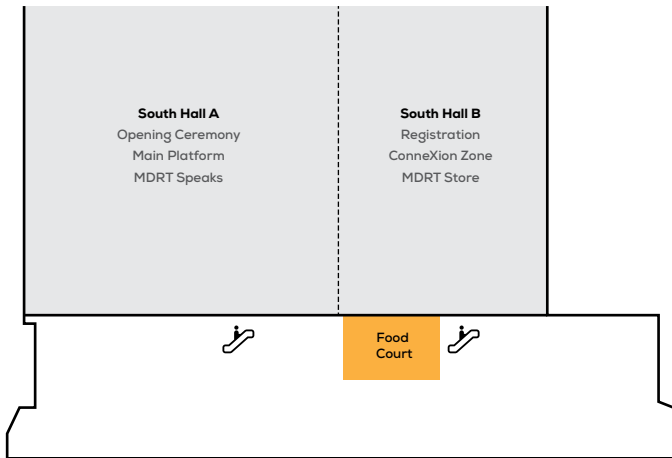 South Hall A
Opening Ceremony
Main Platform
MDRT Speaks
South Hall B
Registration
ConneXion Zone
MDRT Store
Food
Court